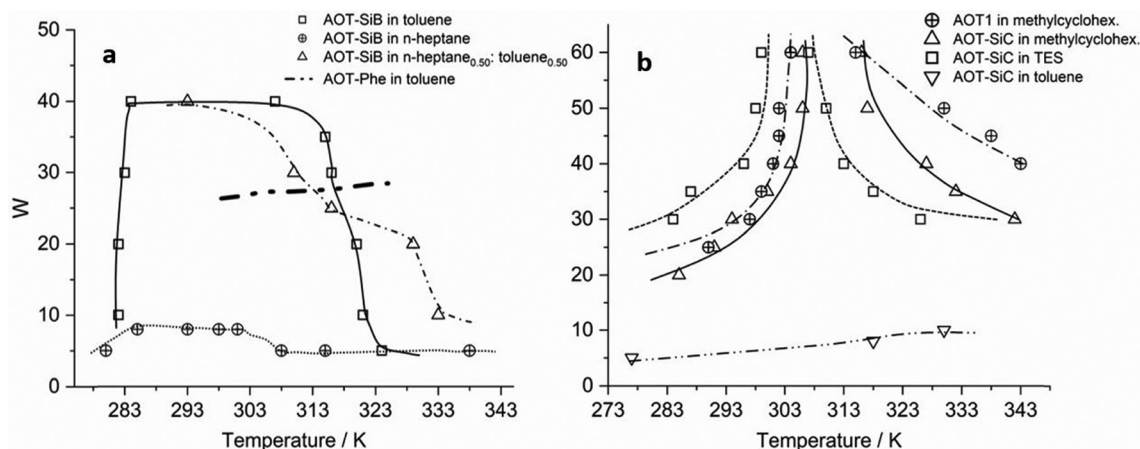 AOT-SiB in toluene
AOT-SiB in n-heptane
AOT-SiB in n-heptane0.50: toluene0.50
AOT-Phe in toluene
a
50
40
30
20
10
0
W
283 293 303 313 323 333 343
Temperature / K
AOT1 in methylcyclohex.
AOT-SiC in methylcyclohex.
AOT-SiC in TES
AOT-SiC in toluene
b
60
50
40
30
20
10
0
273 283 293 303 313 323 333 343
Temperature / K